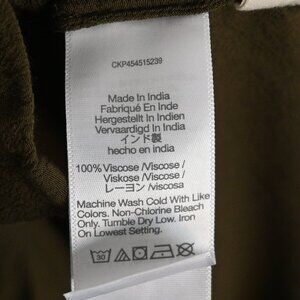 CKP454515239
Made In India
Fabriqué En Inde
Hergestellt In Indien
Vervaardigd In India
インド製
hecho en india
100% Viscose/Viscose/
Viskose/Viscose/
レーヨン/viscosa
Machine Wash Cold With Like
Colors. Non-Chlorine Bleach
Only. Tumble Dry Low. Iron
On Lowest Setting.
30